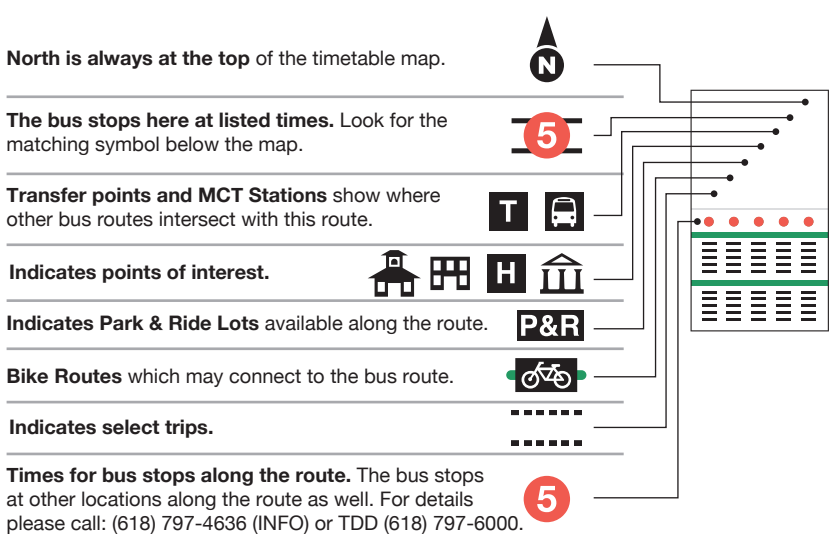 North is always at the top of the timetable map.
N
The bus stops here at listed times. Look for the
matching symbol below the map.
5
Transfer points and MCT Stations show where
other bus routes intersect with this route.
T
Indicates points of interest.
H
Indicates Park & Ride Lots available along the route.
P&R
Bike Routes which may connect to the bus route.
Indicates select trips.
Times for bus stops along the route. The bus stops
at other locations along the route as well. For details
please call: (618) 797-4636 (INFO) or TDD (618) 797-6000.
5